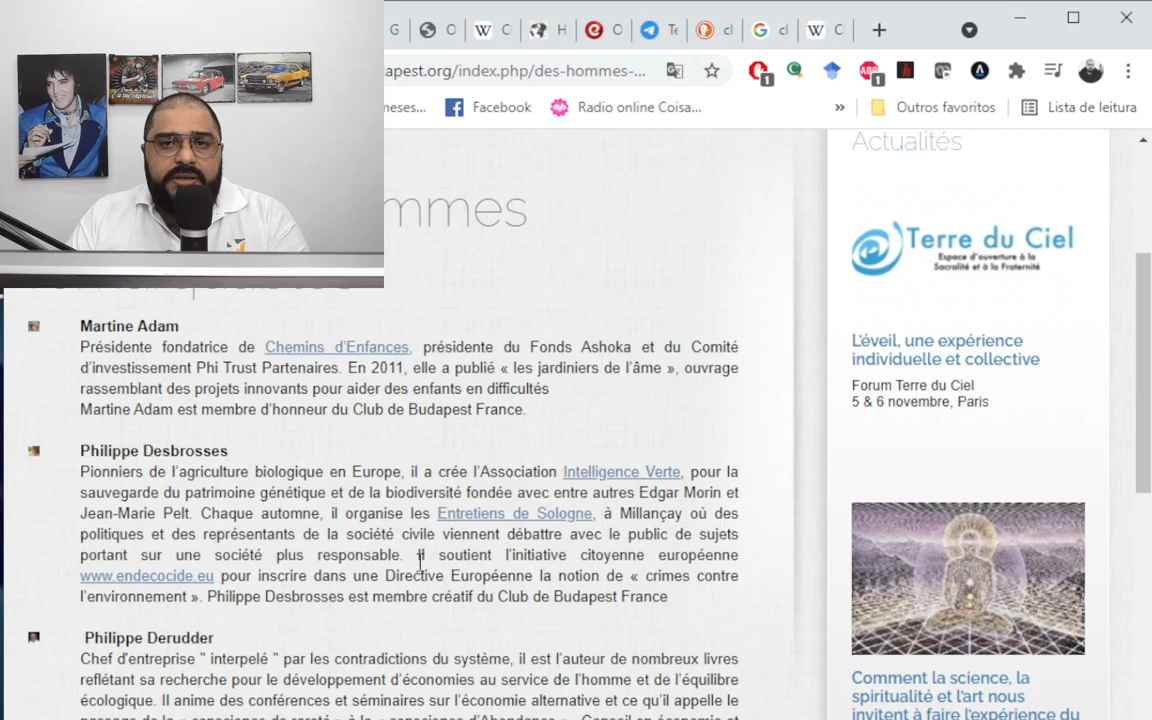 G
O
W
C
H
O
Te
cl
cl
W
C
apest.org/index.php/des-hommes-...
1
1
meses...
Facebook
Radio online Coisa...
»
Outros favoritos
Lista de leitura
mmes
Martine Adam
Présidente fondatrice de Chemins d'Enfances, présidente du Fonds Ashoka et du Comité
d'investissement Phi Trust Partenaires. En 2011, elle a publié « les jardiniers de l'âme », ouvrage
rassemblant des projets innovants pour aider des enfants en difficultés
Martine Adam est membre d'honneur du Club de Budapest France.
Philippe Desbrosses
Pionniers de l'agriculture biologique en Europe, il a crée l'Association Intelligence Verte, pour la
sauvegarde du patrimoine génétique et de la biodiversité fondée avec entre autres Edgar Morin et
Jean-Marie Pelt. Chaque automne, il organise les Entretiens de Sologne, à Millançay où des
politiques et des représentants de la société civile viennent débattre avec le public de sujets
portant sur une société plus responsable. Il soutient l'initiative citoyenne européenne
www.endecocide.eu pour inscrire dans une Directive Européenne la notion de « crimes contre
l'environnement ». Philippe Desbrosses est membre créatif du Club de Budapest France
Philippe Derudder
Chef d'entreprise " interpelé " par les contradictions du système, il est l'auteur de nombreux livres
reflétant sa recherche pour le développement d'économies au service de l'homme et de l'équilibre
écologique. Il anime des conférences et séminaires sur l'économie alternative et ce qu'il appelle le
Actualités
Terre du Ciel
Espace d'ouverture à la
Sacralité et à la Fraternité
L'éveil, une expérience
individuelle et collective
Forum Terre du Ciel
5 & 6 novembre, Paris
Comment la science, la
spiritualité et l'art nous
invitent à faire l'expérience du